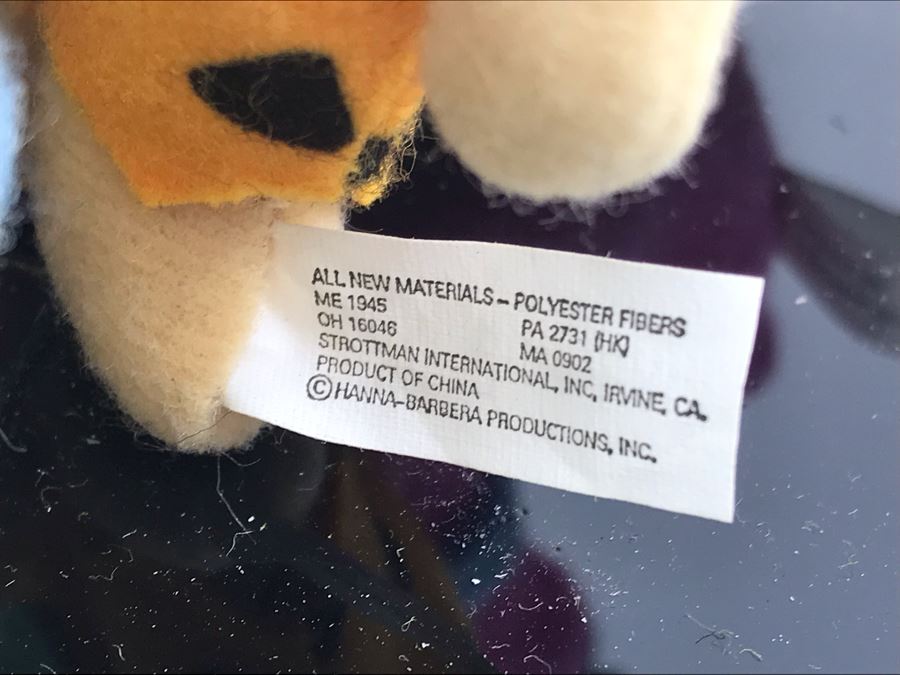 ALL NEW MATERIALS – POLYESTER FIBERS
ME 1945 PA 2731 (HK)
OH 16046 MA 0902
STROTTMAN INTERNATIONAL, INC, IRVINE, CA.
PRODUCT OF CHINA
©HANNA-BARBERA PRODUCTIONS, INC.